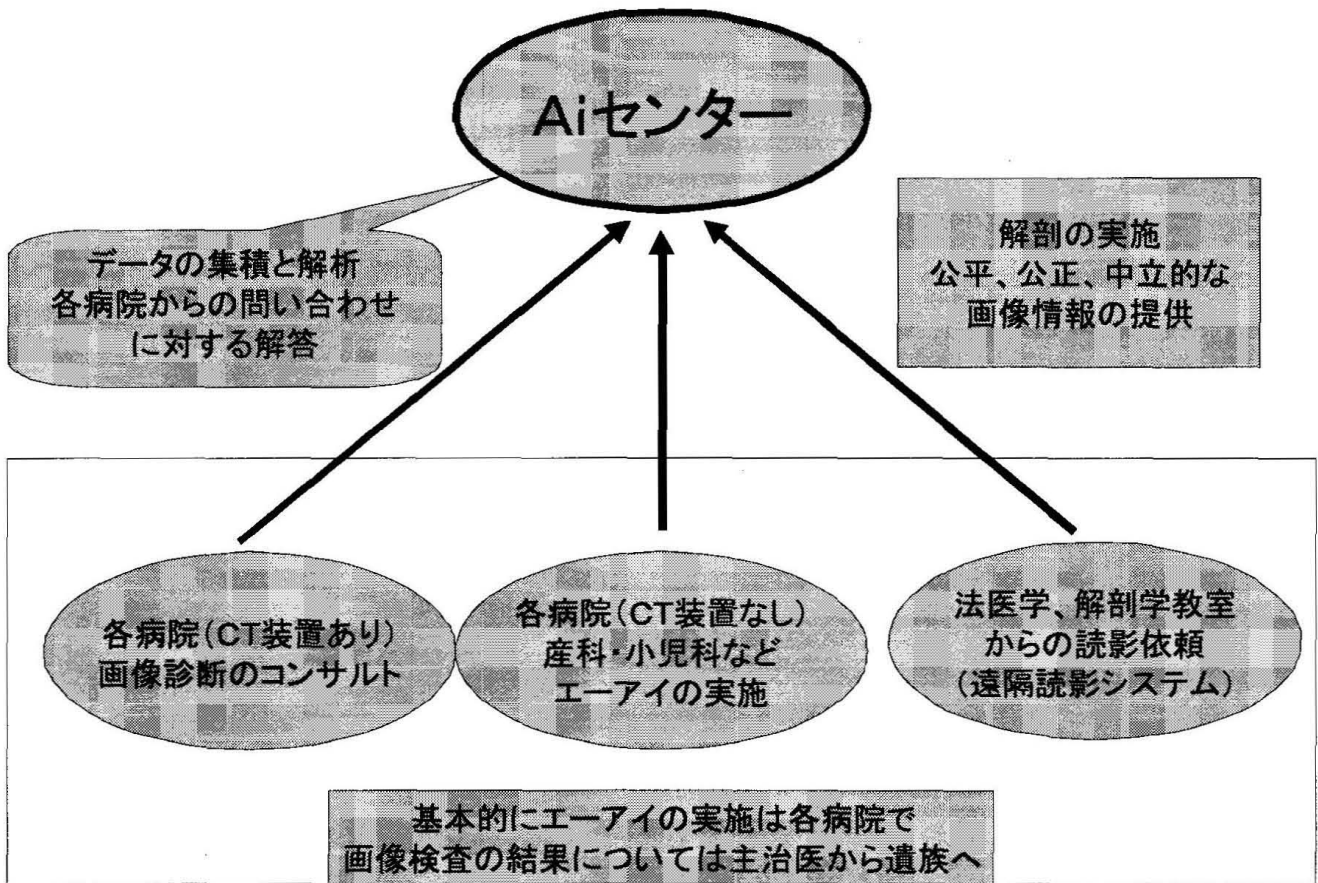 Aiセンター
データの集積と解析
各病院からの問い合わせ
に対する解答
解剖の実施
公平、公正、中立的な
画像情報の提供
各病院(CT装置あり)
画像診断のコンサルト
各病院(CT装置なし)
産科・小児科など
エーアイの実施
法医学、解剖学教室
からの読影依頼
(遠隔読影システム)
基本的にエーアイの実施は各病院で
画像検査の結果については主治医から遺族へ